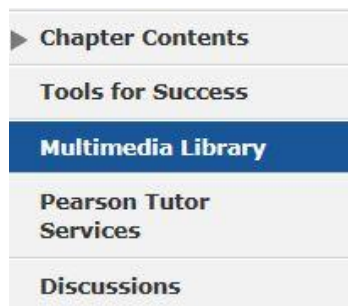 Chapter Contents
Tools for Success
Multimedia Library
Pearson Tutor
Services
Discussions